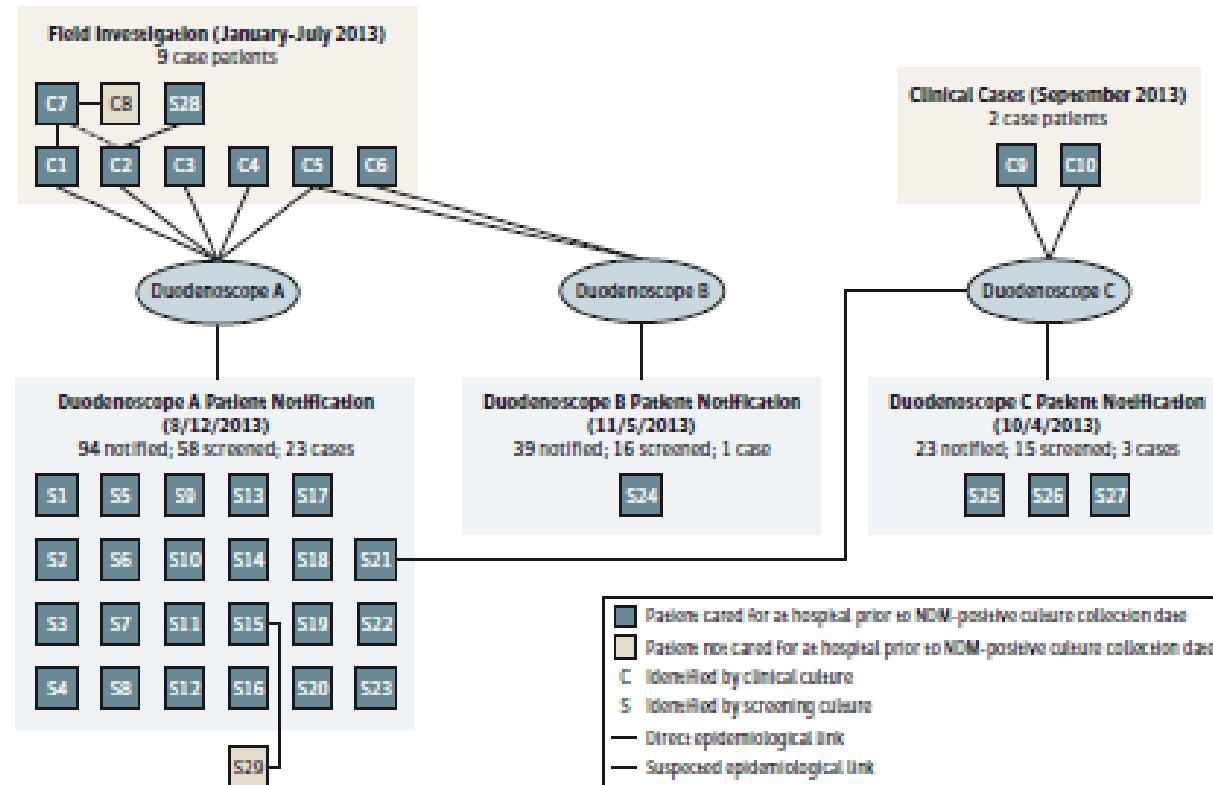 Field Investigation (January-July 2013)
9 case patients
C7 C8 S28
C1 C2 C3 C4 C5 C6
Clinical Cases (September 2013)
2 case patients
C9 C10
Duodenoscope A
Duodenoscope B
Duodenoscope C
Duodenoscope A Patient Notification
(8/12/2013)
94 notified; 58 screened; 23 cases
S1 S5 S9 S13 S17
S2 S6 S10 S14 S18 S21
S3 S7 S11 S15 S19 S22
S4 S8 S12 S16 S20 S23
S29
Duodenoscope B Patient Notification
(11/5/2013)
39 notified; 16 screened; 1 case
S24
Duodenoscope C Patient Notification
(10/4/2013)
23 notified; 15 screened; 3 cases
S25 S26 S27
Patient cared for at hospital prior to NDM-positive culture collection date
Patient not cared for at hospital prior to NDM-positive culture collection date
C Identified by clinical culture
S Identified by screening culture
Direct epidemiological link
Suspected epidemiological link